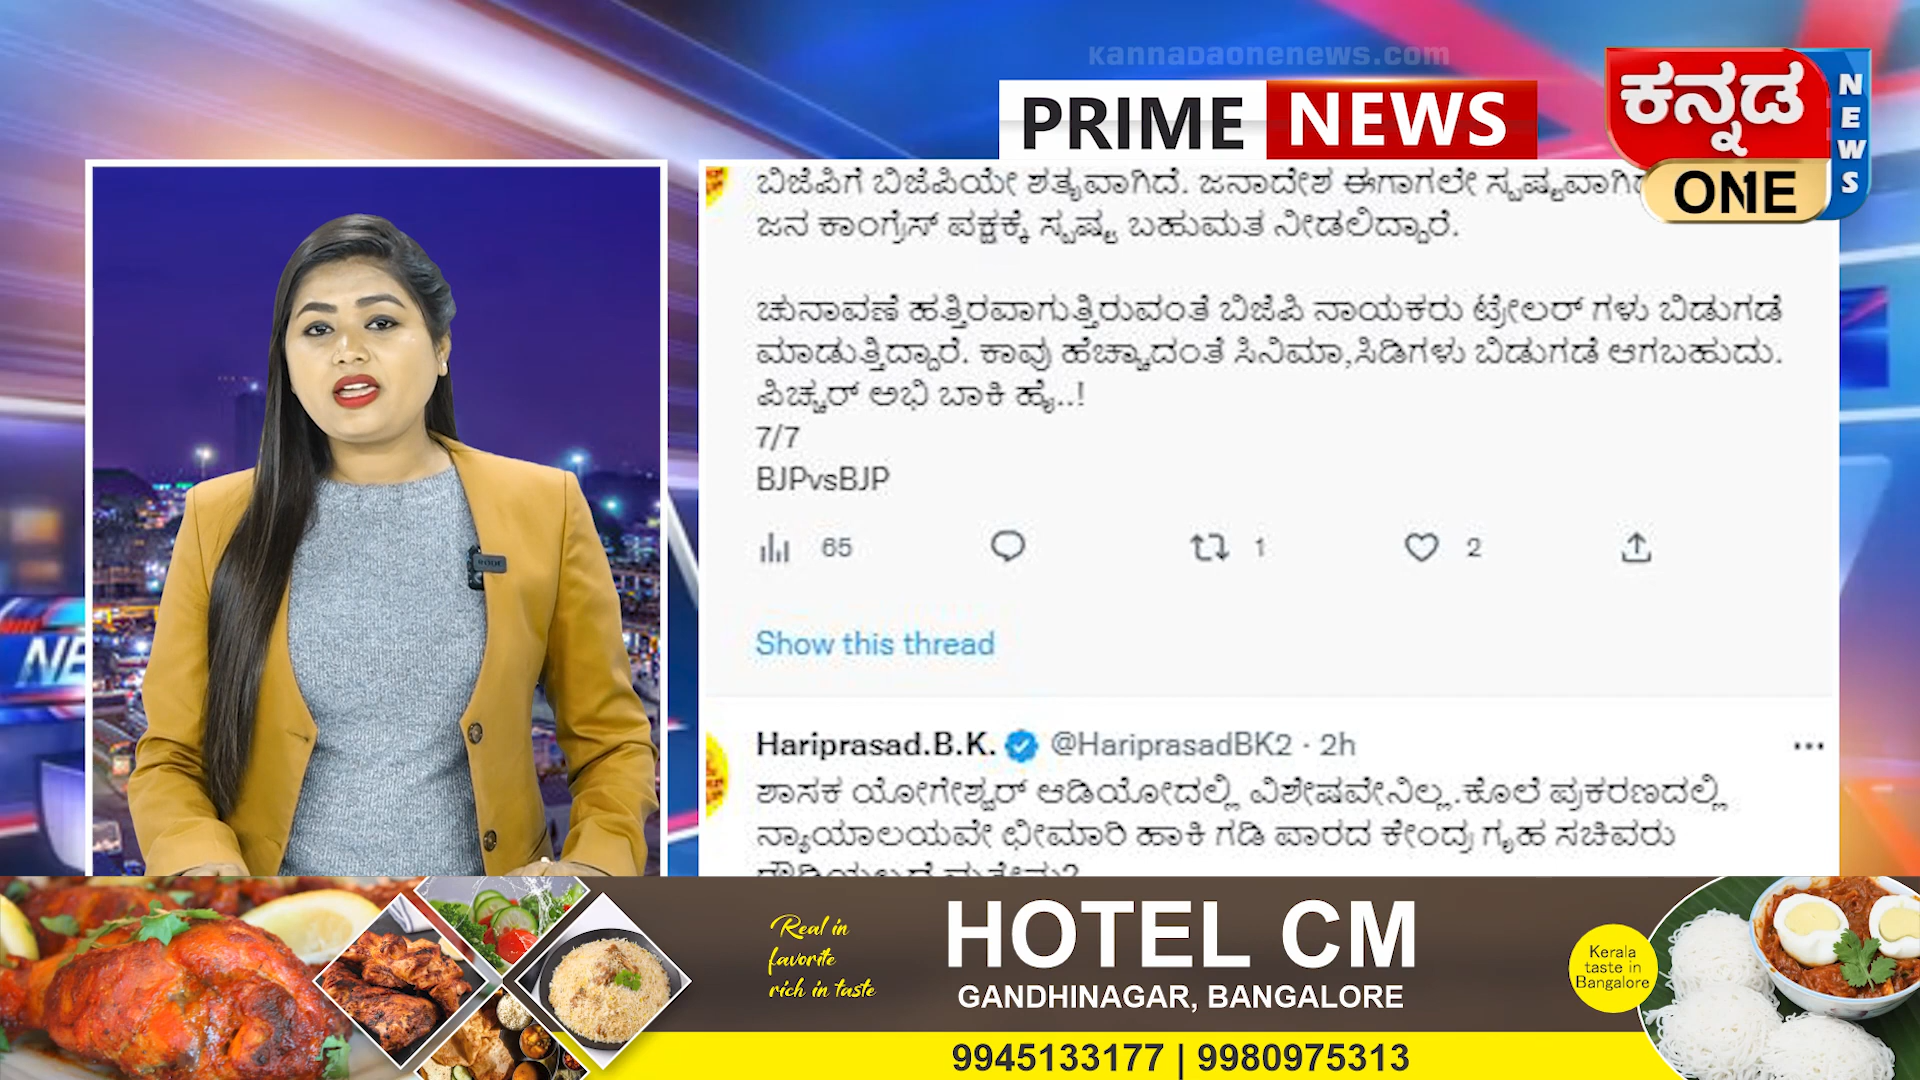 kannadaonenews.com
PRIME NEWS
ಕನ್ನಡ
ONE
NEWS
ಬಿಜೆಪಿಗೆ ಬಿಜೆಪಿಯೇ ಶತೃವಾಗಿದೆ. ಜನಾದೇಶ ಈಗಾಗಲೇ
ಜನ ಕಾಂಗ್ರೆಸ್ ಪಕ್ಷಕ್ಕೆ ಸ್ಪಷ್ಟ ಬಹುಮತ ನೀಡಲಿದ್ದಾರೆ.
ಚುನಾವಣೆ ಹತ್ತಿರವಾಗುತ್ತಿರುವಂತೆ ಬಿಜೆಪಿ ನಾಯಕರು ಟ್ರೇಲರ್ ಗಳು ಬಿಡುಗಡೆ
ಮಾಡುತ್ತಿದ್ದಾರೆ. ಕಾವು ಹೆಚ್ಚಾದಂತೆ ಸಿನಿಮಾ,ಸಿಡಿಗಳು ಬಿಡುಗಡೆ ಆಗಬಹುದು.
ಪಿಚ್ಚರ್ ಅಭಿ ಬಾಕಿ ಹೈ..!
7/7
BJPvsBJP
65 1 2
Show this thread
Hariprasad.B.K. @HariprasadBK2 · 2h
ಶಾಸಕ ಯೋಗೇಶ್ವರ್ ಆಡಿಯೋದಲ್ಲಿ ವಿಶೇಷವೇನಿಲ್ಲ.ಕೊಲೆ ಪ್ರಕರಣದಲ್ಲಿ
ನ್ಯಾಯಾಲಯವೇ ಛೀಮಾರಿ ಹಾಕಿ ಗಡಿ ಪಾರದ ಕೇಂದ್ರ ಗೃಹ ಸಚಿವರು
NE
Real in
favorite
rich in taste
HOTEL CM
GANDHINAGAR, BANGALORE
9945133177 | 9980975313
Kerala
taste in
Bangalore